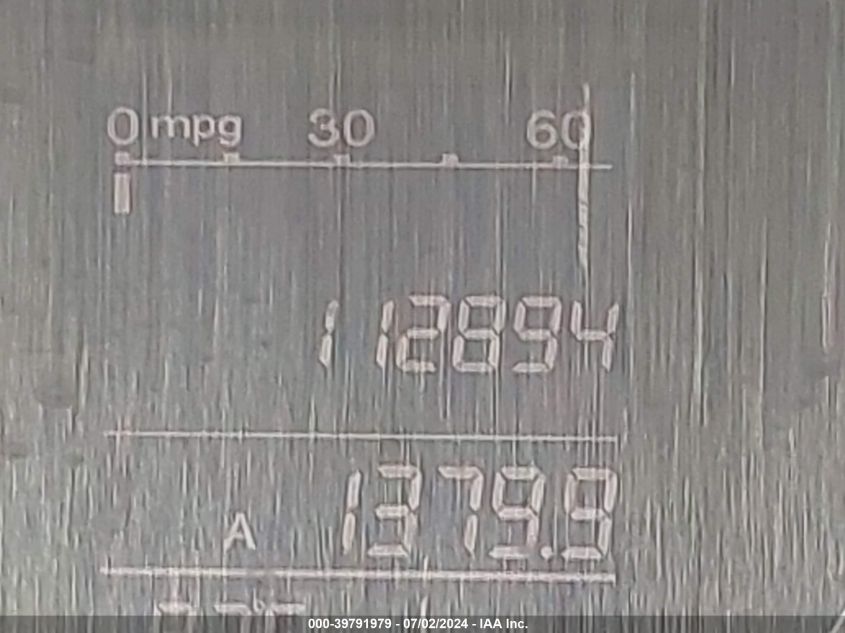 0 mpg 30 60
112894
A 1379.9
000-39791979 - 07/02/2024 - IAA Inc.